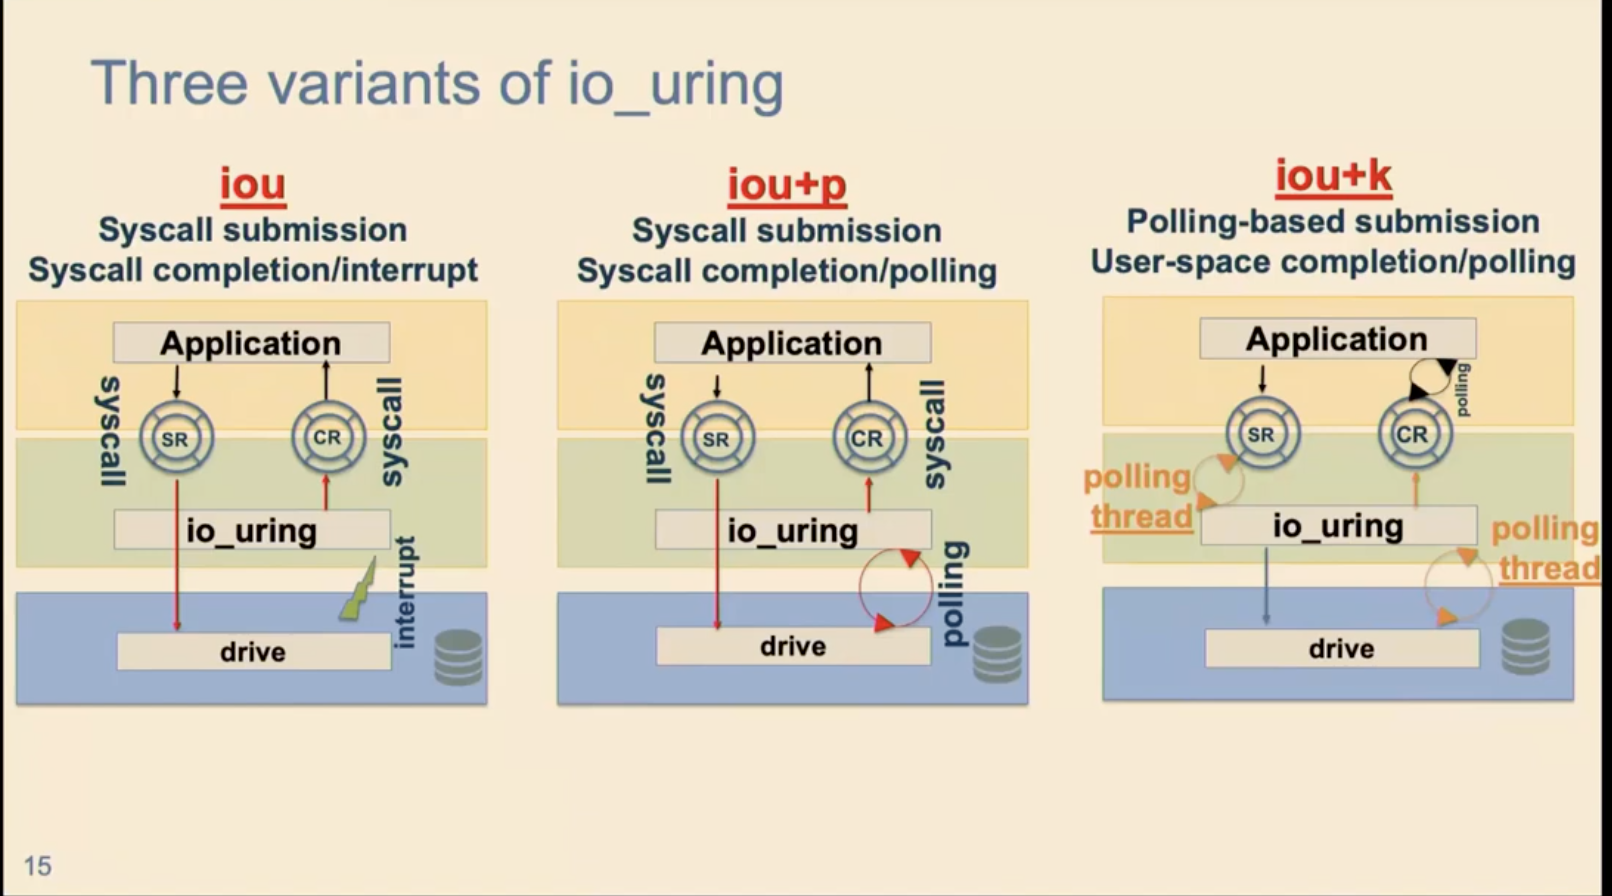 Three variants of io_uring
iou
Syscall submission
Syscall completion/interrupt
Application
syscall
SR
CR
syscall
io_uring
interrupt
drive
iou+p
Syscall submission
Syscall completion/polling
Application
syscall
SR
CR
syscall
io_uring
polling
drive
iou+k
Polling-based submission
User-space completion/polling
Application
polling
SR
CR
polling
thread
io_uring
polling
thread
drive
15